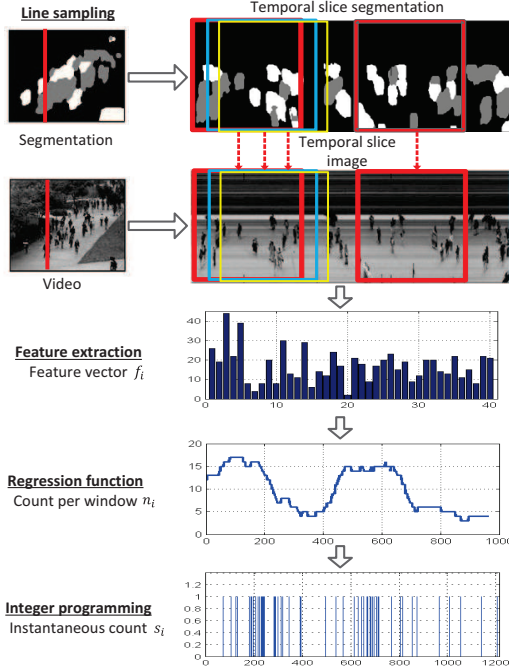 Line sampling
Temporal slice segmentation
Segmentation
Temporal slice
image
Video
Feature extraction
Feature vector f_i
40
30
20
10
0
0 10 20 30 40
Regression function
Count per window n_i
20
15
10
5
0
0 200 400 600 800 1000
Integer programming
Instantaneous count s_i
1.2
1
0.8
0.6
0.4
0.2
0
0 200 400 600 800 1000 1200